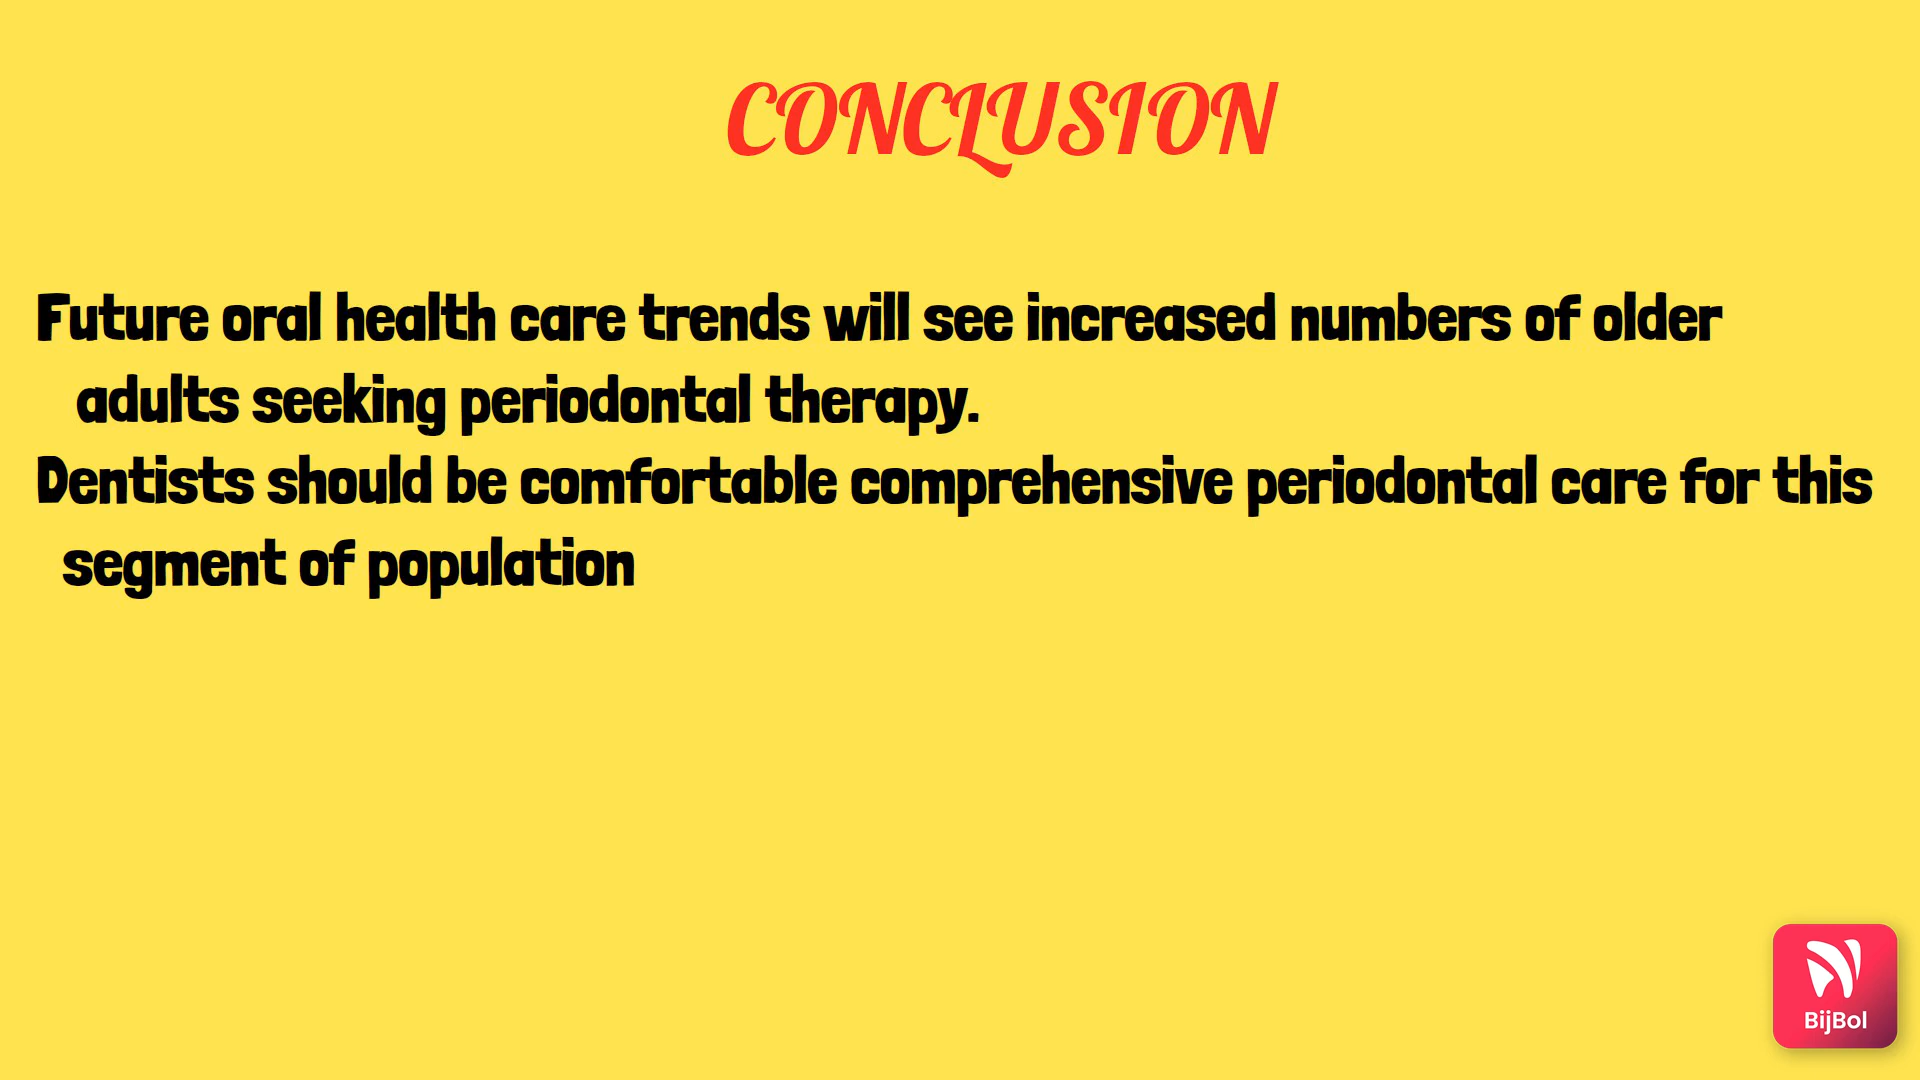 CONCLUSION
Future oral health care trends will see increased numbers of older
adults seeking periodontal therapy.
Dentists should be comfortable comprehensive periodontal care for this
segment of population
BijBol